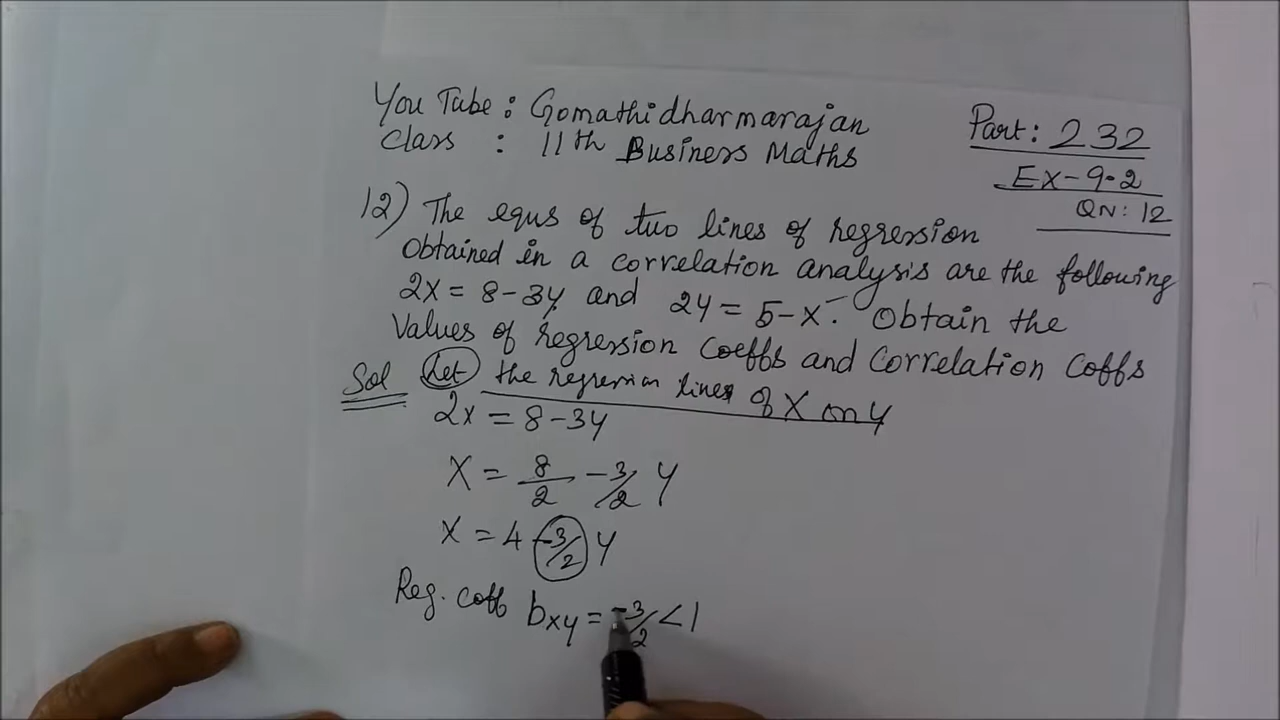 You Tube : Gomathidharmarajan
Class : 11th Business Maths
Part: 232
Ex-9.2
QN: 12
12) The equs of two lines of regression
Obtained in a correlation analysis are the following
2x = 8-3y and 2y = 5-x. Obtain the
Values of regression Coeffs and Correlation Coffs
Sol Let the regression lines of X on y
2x = 8-3y
X = 8/2 -3/2 y
X = 4 -3/2 y
Reg. coff bxy = -3/2 < 1